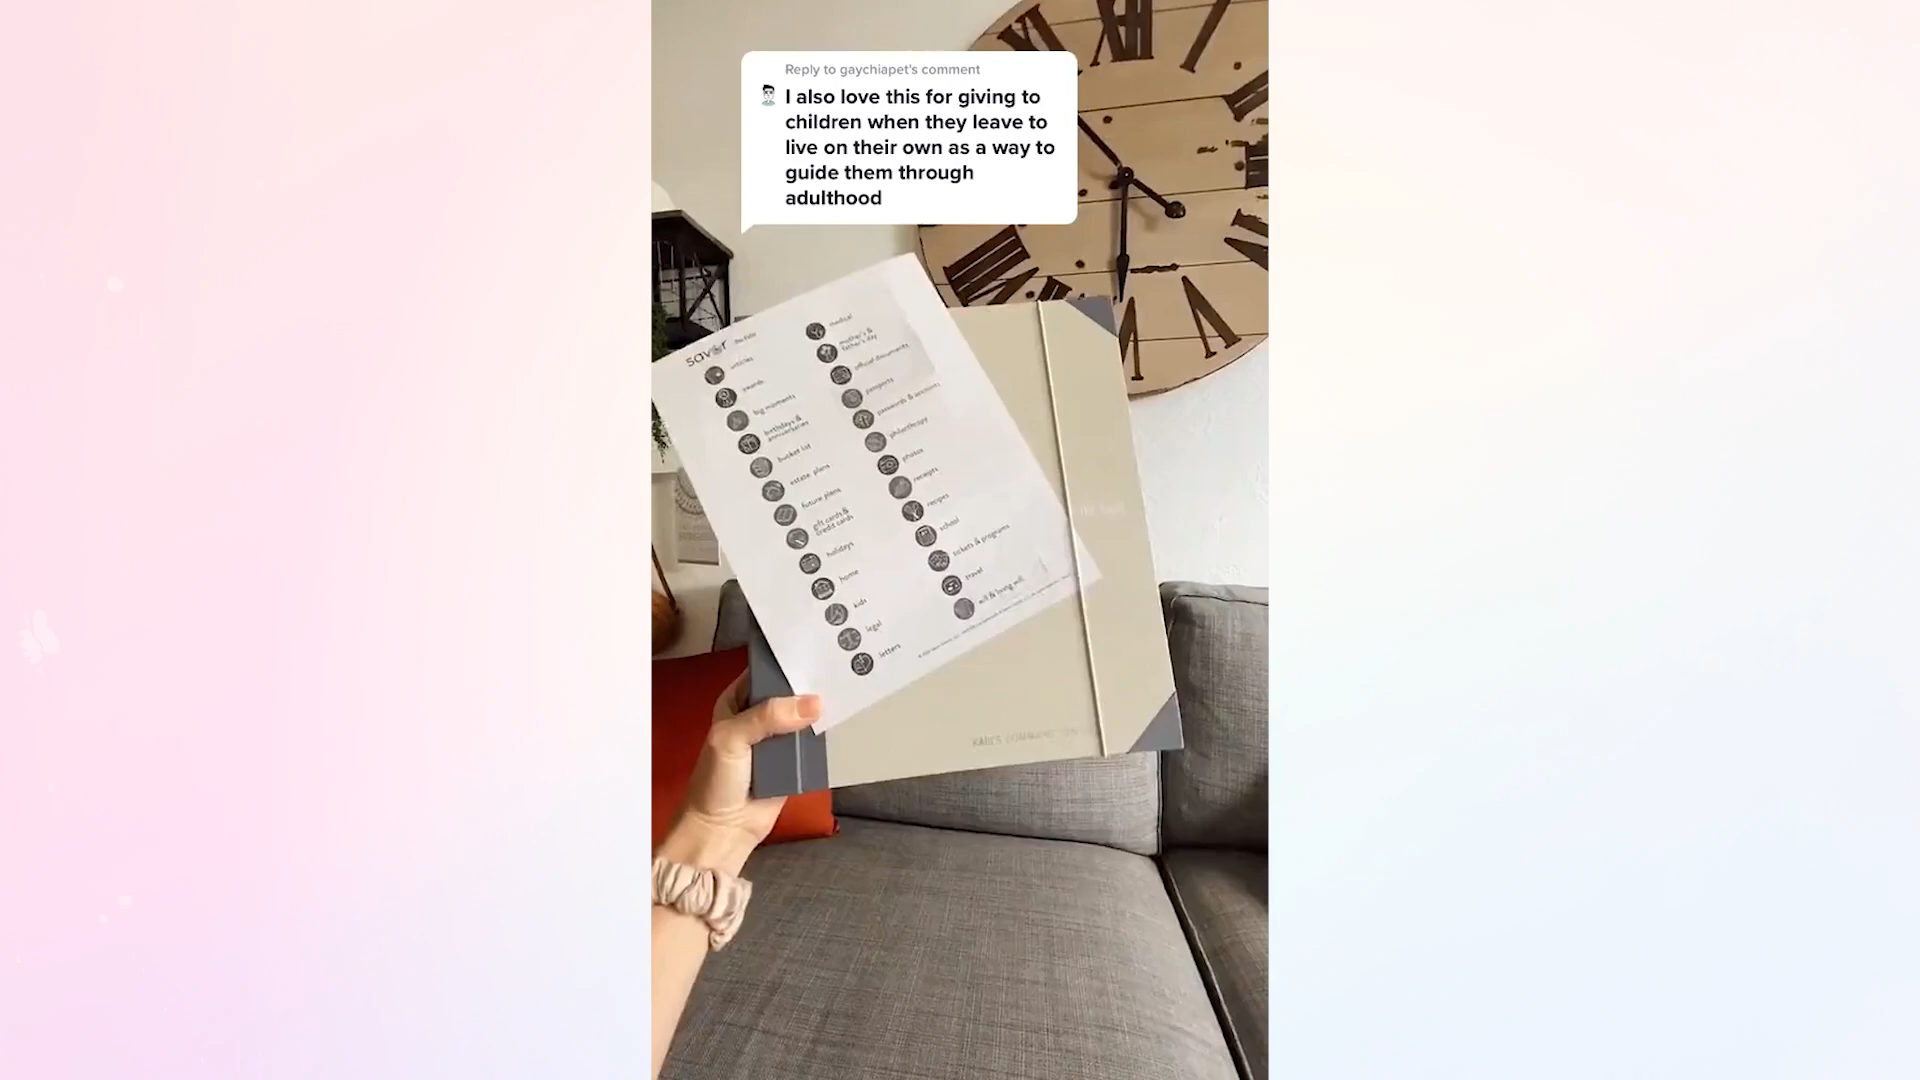 Reply to gaychiapet's comment
I also love this for giving to
children when they leave to
live on their own as a way to
guide them through
adulthood
savor
articles
awards
big moments
birthdays &
anniversaries
bucket list
estate plans
future plans
gift cards &
credit cards
holidays
home
kids
legal
letters
medical
mother's &
father's day
official documents
passports
passwords & accounts
philanthropy
photos
receipts
recipes
school
tickets & programs
travel
will & living will